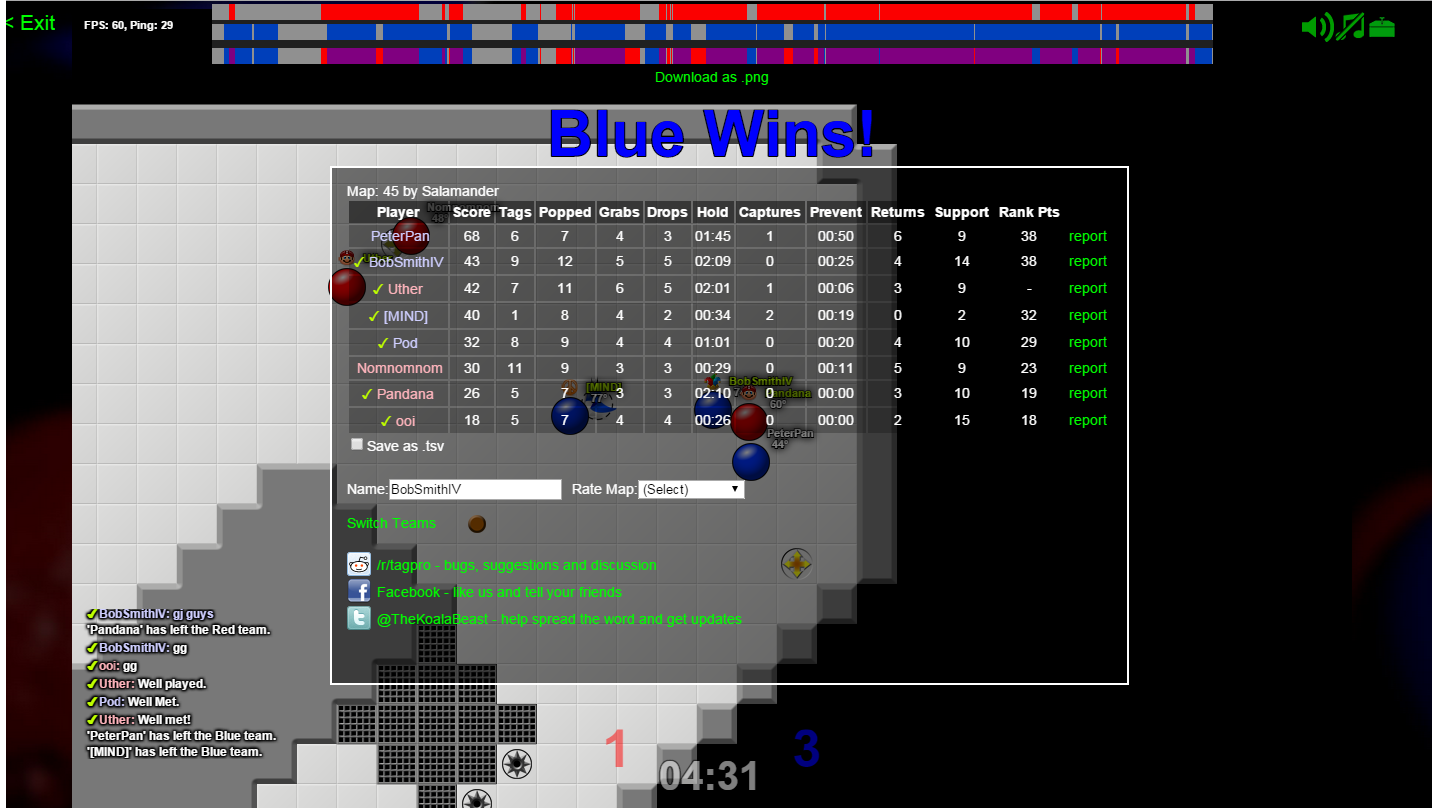 < Exit
FPS: 60, Ping: 29
Download as .png
Blue Wins!
Map: 45 by Salamander
Player Score Tags Popped Grabs Drops Hold Captures Prevent Returns Support Rank Pts
PeterPan 68 6 7 4 3 01:45 1 00:50 6 9 38 report
✓ BobSmithIV 43 9 12 5 5 02:09 0 00:25 4 14 38 report
✓ Uther 42 7 11 6 5 02:01 1 00:06 3 9 - report
✓ [MIND] 40 1 8 4 2 00:34 2 00:19 0 2 32 report
✓ Pod 32 8 9 4 4 01:01 0 00:20 4 10 29 report
Nomnomnom 30 11 9 3 3 00:29 0 00:11 5 9 23 report
✓ Pandana 26 5 7 3 3 02:10 0 00:00 3 10 19 report
✓ ooi 18 5 7 4 4 00:26 0 00:00 2 15 18 report
Nomnomnom
48°
[MIND]
77°
BobSmithIV
Pandana
60°
PeterPan
44°
Save as .tsv
Name: BobSmithIV Rate Map: (Select)
Switch Teams
/r/tagpro - bugs, suggestions and discussion
Facebook - like us and tell your friends
@TheKoalaBeast - help spread the word and get updates
✓BobSmithIV: gj guys
'Pandana' has left the Red team.
✓BobSmithIV: gg
✓ooi: gg
✓Uther: Well played.
✓Pod: Well Met.
✓Uther: Well met!
'PeterPan' has left the Blue team.
'[MIND]' has left the Blue team.
1 3
04:31